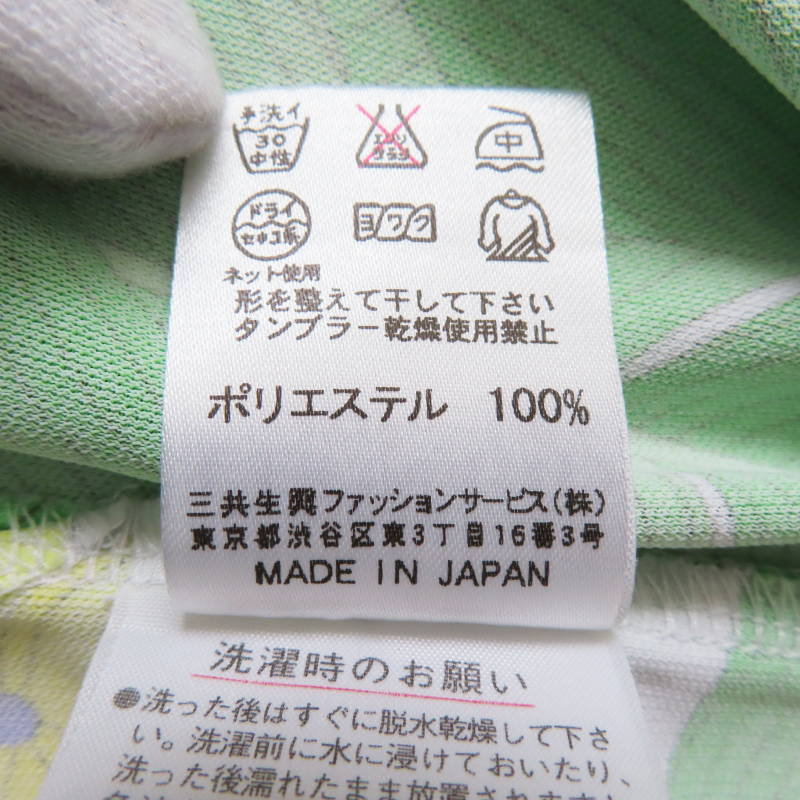 手洗イ
30
中性
エンソ
サラシ
中
ドライ
セキユ系
ヨワク
ネット使用
形を整えて干して下さい
タンブラー乾燥使用禁止
ポリエステル 100%
三共生興ファッションサービス(株)
東京都渋谷区東3丁目16番3号
MADE IN JAPAN
洗濯時のお願い
●洗った後はすぐに脱水乾燥して下さ
い。洗濯前に水に浸けておいたり、
洗った後濡れたまま放置されますと